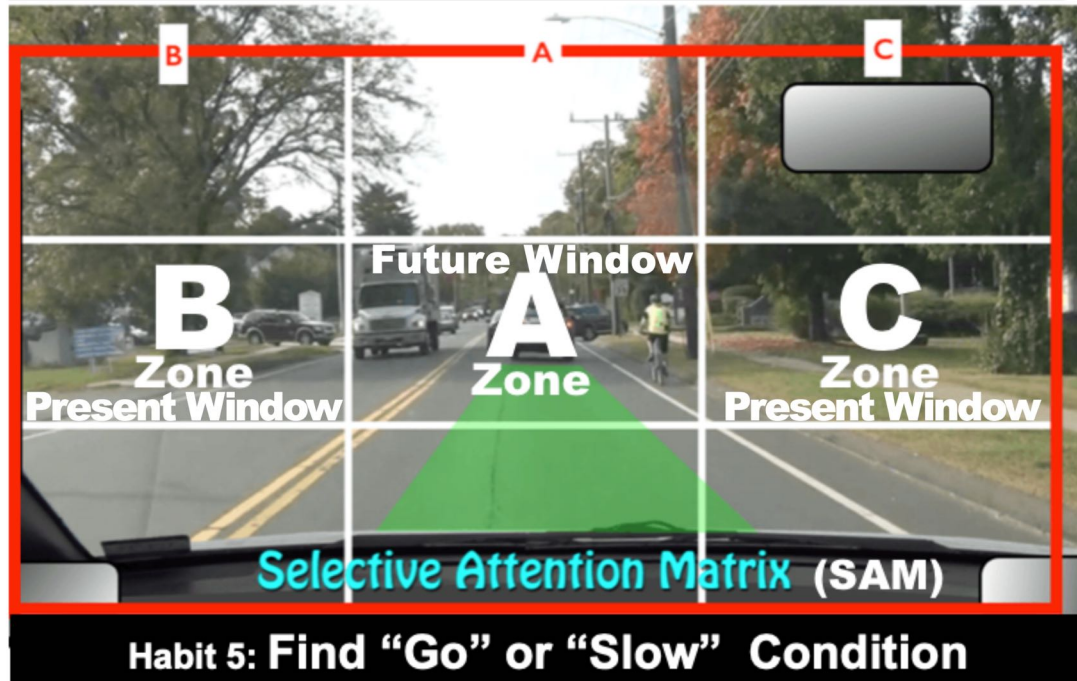 B
A
C
Future Window
B
A
C
Zone
Zone
Zone
Present Window
Present Window
Selective Attention Matrix (SAM)
Habit 5: Find “Go” or “Slow” Condition